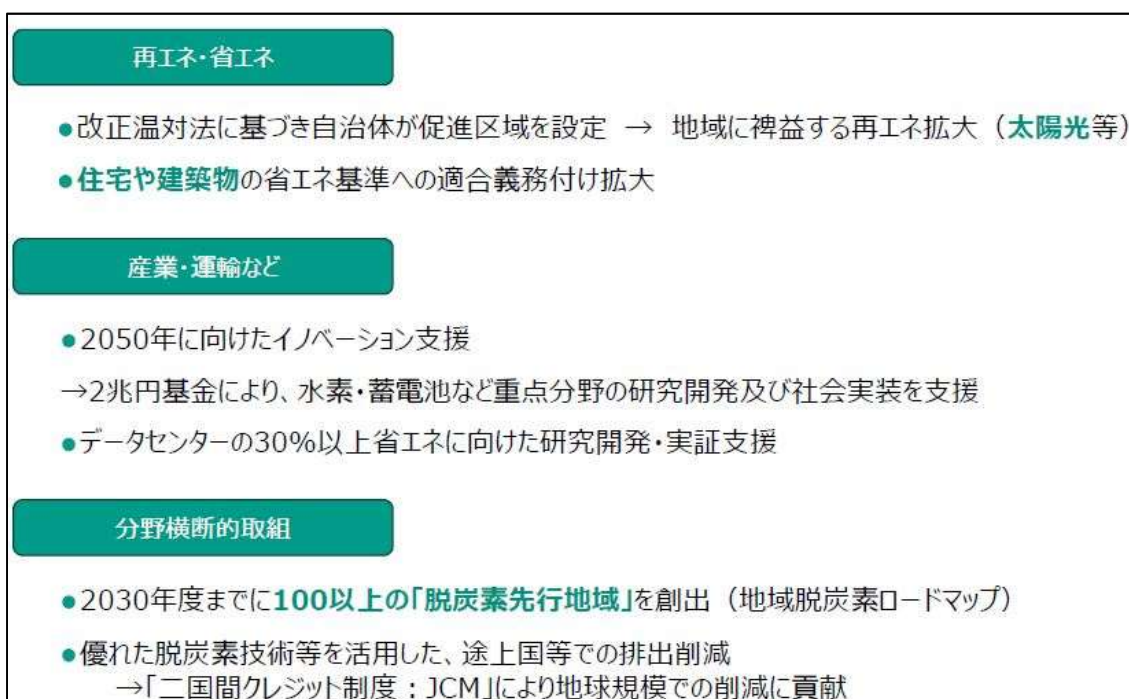 再エネ・省エネ
●改正温対法に基づき自治体が促進区域を設定 → 地域に裨益する再エネ拡大（太陽光等）
●住宅や建築物の省エネ基準への適合義務付け拡大
産業・運輸など
●2050年に向けたイノベーション支援
→2兆円基金により、水素・蓄電池など重点分野の研究開発及び社会実装を支援
●データセンターの30％以上省エネに向けた研究開発・実証支援
分野横断的取組
●2030年度までに100以上の「脱炭素先行地域」を創出（地域脱炭素ロードマップ）
●優れた脱炭素技術等を活用した、途上国等での排出削減
→「二国間クレジット制度：JCM」により地球規模での削減に貢献